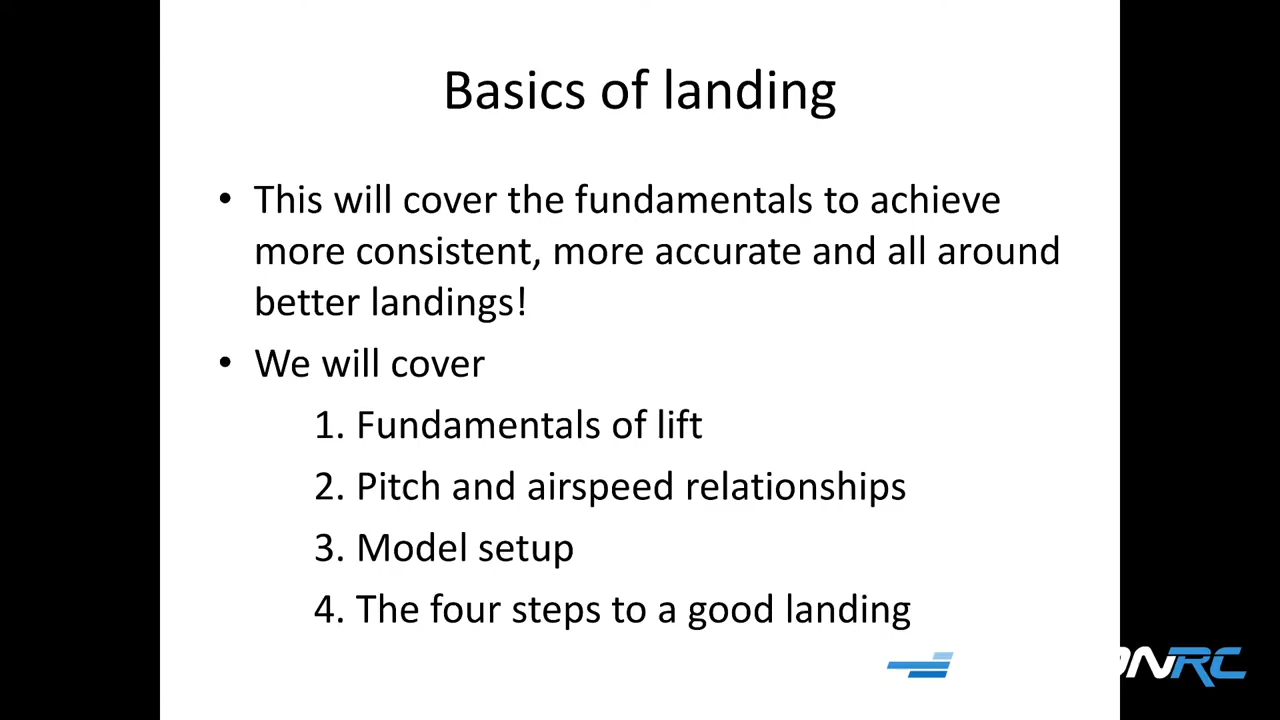 Basics of landing
• This will cover the fundamentals to achieve
more consistent, more accurate and all around
better landings!
• We will cover
1. Fundamentals of lift
2. Pitch and airspeed relationships
3. Model setup
4. The four steps to a good landing
NRC